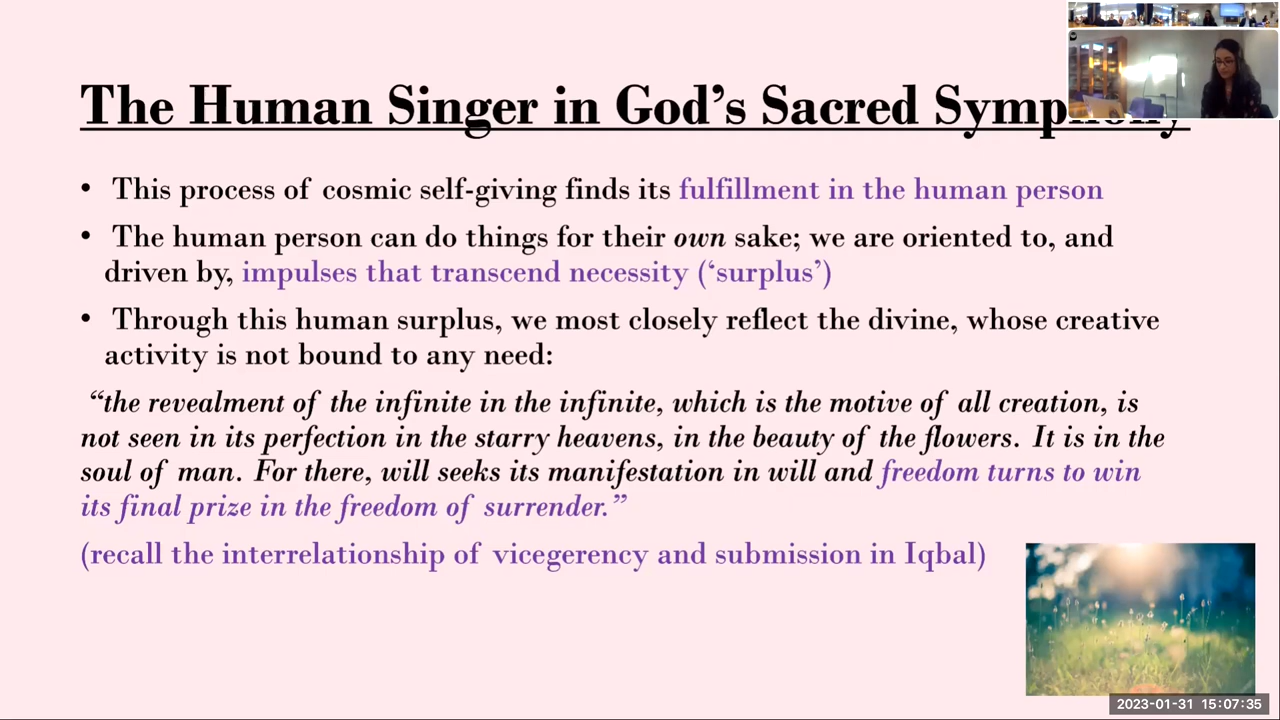 The Human Singer in God’s Sacred Symphony
• This process of cosmic self-giving finds its fulfillment in the human person
• The human person can do things for their own sake; we are oriented to, and
driven by, impulses that transcend necessity (‘surplus’)
• Through this human surplus, we most closely reflect the divine, whose creative
activity is not bound to any need:
“the revealment of the infinite in the infinite, which is the motive of all creation, is
not seen in its perfection in the starry heavens, in the beauty of the flowers. It is in the
soul of man. For there, will seeks its manifestation in will and freedom turns to win
its final prize in the freedom of surrender.”
(recall the interrelationship of vicegerency and submission in Iqbal)
2023-01-31 15:07:35